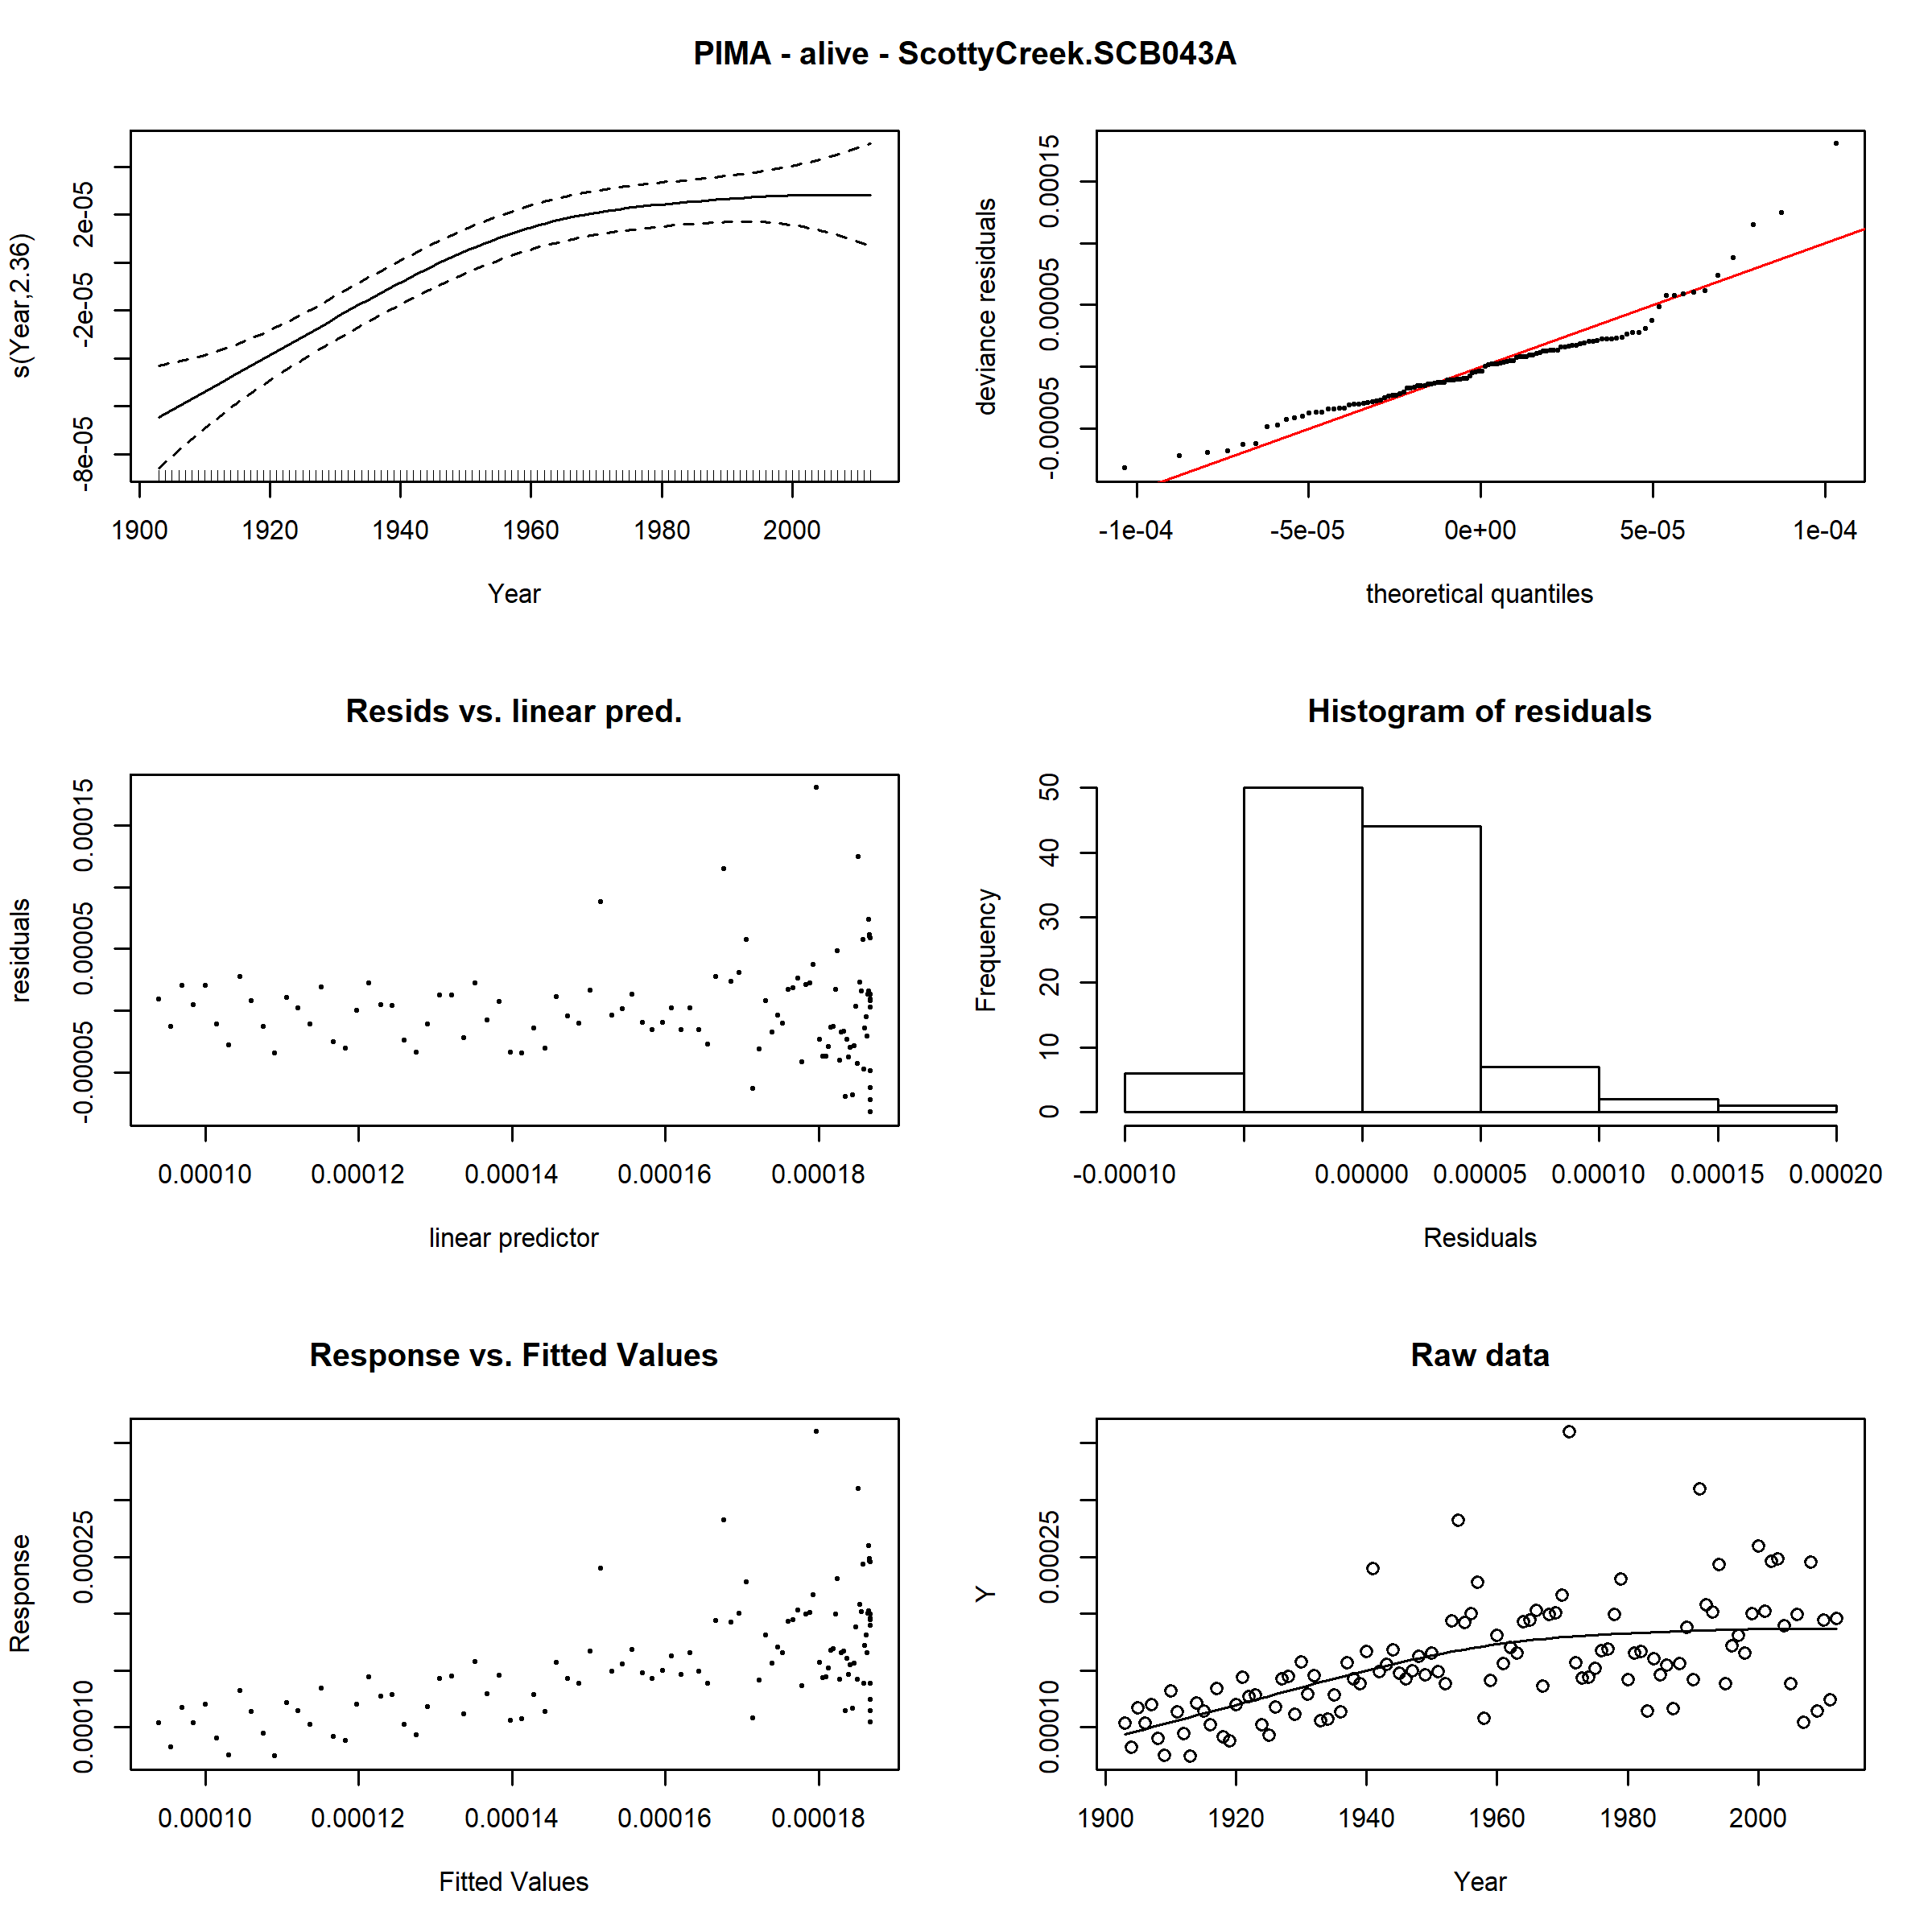 PIMA - alive - ScottyCreek.SCB043A
s(Year,2.36)
-8e-05 -2e-05 2e-05
1900 1920 1940 1960 1980 2000
Year
deviance residuals
-0.00005 0.00005 0.00015
-1e-04 -5e-05 0e+00 5e-05 1e-04
theoretical quantiles
Resids vs. linear pred.
residuals
-0.00005 0.00005 0.00015
0.00010 0.00012 0.00014 0.00016 0.00018
linear predictor
Histogram of residuals
Frequency
0 10 20 30 40 50
-0.00010 0.00000 0.00005 0.00010 0.00015 0.00020
Residuals
Response vs. Fitted Values
Response
0.00010 0.00025
0.00010 0.00012 0.00014 0.00016 0.00018
Fitted Values
Raw data
Y
0.00010 0.00025
1900 1920 1940 1960 1980 2000
Year